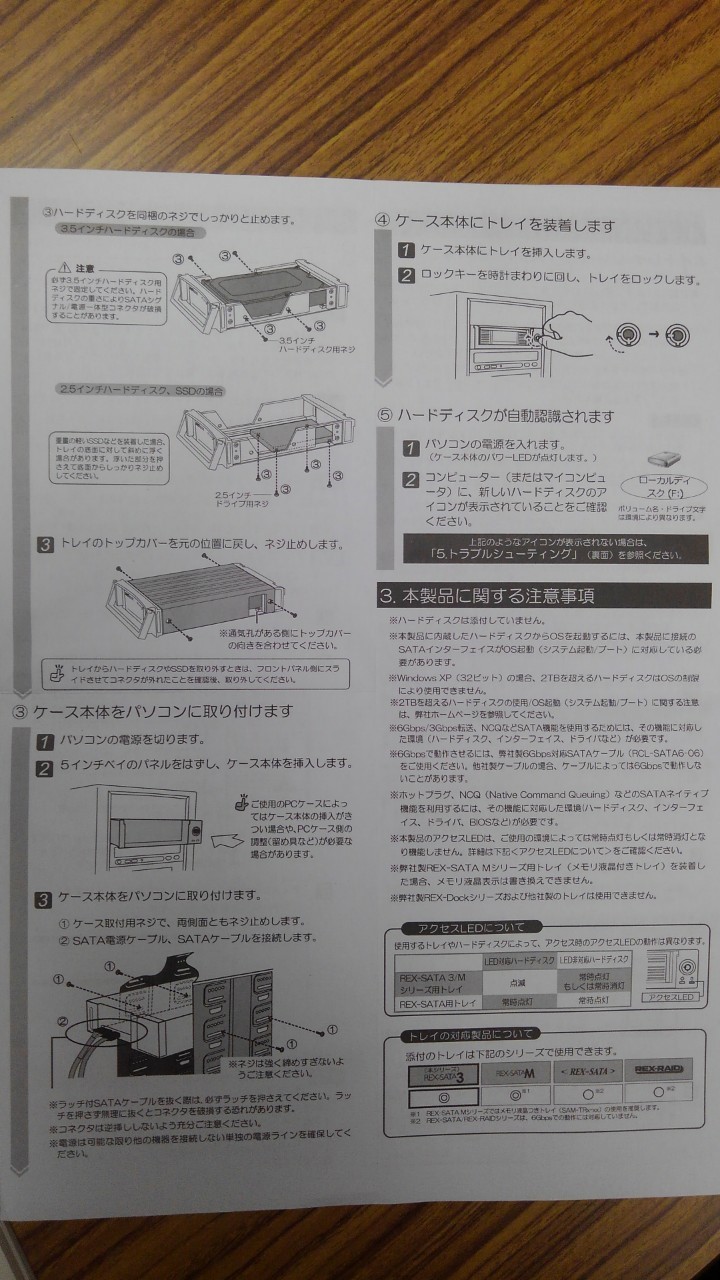 ③ハードディスクを同梱のネジでしっかりと止めます。
3.5インチハードディスクの場合
注意
必ず3.5インチハードディスク用
ネジで固定してください。ハード
ディスクの重さによりSATAシグ
ナル/電源一体型コネクタが破損
することがあります。
③
③
③
③
3.5インチ
ハードディスク用ネジ
2.5インチハードディスク、SSDの場合
重量の軽いSSDなどを装着した場合、
トレイの底面に対して斜めに浮く
場合があります。浮いた部分を押
さえて底面からしっかりネジ止め
してください。
③
③
③
③
2.5インチ
ドライブ用ネジ
3 トレイのトップカバーを元の位置に戻し、ネジ止めします。
※通気孔がある側にトップカバー
の向きを合わせてください。
トレイからハードディスクやSSDを取り外すときは、フロントパネル側にスラ
イドさせてコネクタが外れたことを確認後、取り外してください。
③ ケース本体をパソコンに取り付けます
1 パソコンの電源を切ります。
2 5インチベイのパネルをはずし、ケース本体を挿入します。
ご使用のPCケースによっ
てはケース本体の挿入がき
つい場合や、PCケース側の
調整(留め具など)が必要な
場合があります。
3 ケース本体をパソコンに取り付けます。
① ケース取付用ネジで、両側面ともネジ止めします。
② SATA電源ケーブル、SATAケーブルを接続します。
①
①
②
①
①
※ネジは強く締めすぎないよ
うご注意ください。
※ラッチ付SATAケーブルを抜く際は、必ずラッチを押さえてください。ラッ
チを押さず無理に抜くとコネクタを破損する恐れがあります。
※コネクタは逆挿ししないよう充分ご注意ください。
※電源は可能な限り他の機器を接続しない単独の電源ラインを確保してく
ださい。
④ ケース本体にトレイを装着します
1 ケース本体にトレイを挿入します。
2 ロックキーを時計まわりに回し、トレイをロックします。
⑤ ハードディスクが自動認識されます
1 パソコンの電源を入れます。
(ケース本体のパワーLEDが点灯します。)
2 コンピューター(またはマイコンピュ
ータ)に、新しいハードディスクのア
イコンが表示されていることをご確認
ください。
ローカルディ
スク(F:)
ボリューム名・ドライブ文字
は環境により異なります。
上記のようなアイコンが表示されない場合は、
「5.トラブルシューティング」(裏面)を参照ください。
3. 本製品に関する注意事項
※ハードディスクは添付していません。
※本製品に内蔵したハードディスクからOSを起動するには、本製品に接続の
SATAインターフェイスがOS起動(システム起動/ブート)に対応している必
要があります。
※Windows XP(32ビット)の場合、2TBを超えるハードディスクはOSの制限
により使用できません。
※2TBを超えるハードディスクの使用/OS起動(システム起動/ブート)に関する注意
は、弊社ホームページを参照してください。
※6Gbps/3Gbps転送、NCQなどSATA機能を使用するためには、その機能に対応し
た環境(ハードディスク、インターフェイス、ドライバなど)が必要です。
※6Gbpsで動作させるには、弊社製6Gbps対応SATAケーブル(RCL-SATA6-06)
をご使用ください。他社製ケーブルの場合、ケーブルによっては6Gbpsで動作しな
いことがあります。
※ホットプラグ、NCQ(Native Command Queuing)などのSATAネイティブ
機能を利用するには、その機能に対応した環境(ハードディスク、インターフェ
イス、ドライバ、BIOSなど)が必要です。
※本製品のアクセスLEDは、ご使用の環境によっては常時点灯もしくは常時消灯とな
り機能しません。詳細は下記<アクセスLEDについて>をご確認ください。
※弊社製REX-SATA Mシリーズ用トレイ(メモリ液晶付きトレイ)を装着し
た場合、メモリ液晶表示は書き換えできません。
※弊社製REX-Dockシリーズおよび他社製のトレイは使用できません。
アクセスLEDについて
使用するトレイやハードディスクによって、アクセス時のアクセスLEDの動作は異なります。
LED対応ハードディスク LED非対応ハードディスク
REX-SATA 3/M
シリーズ用トレイ 点滅 常時点灯
もしくは常時消灯
REX-SATA用トレイ 常時点灯 常時点灯
アクセスLED
トレイの対応製品について
添付のトレイは下記のシリーズで使用できます。
(本シリーズ)
REX-SATA3 REX-SATA M <REX-SATA> REX-RAID
◎ ◎※1 ○※2 ○※2
※1 REX-SATA Mシリーズではメモリ液晶つきトレイ(SAM-TRシリーズ)の使用を推奨します。
※2 REX-SATA/REX-RAIDシリーズは、6Gbpsでの動作には対応していません。